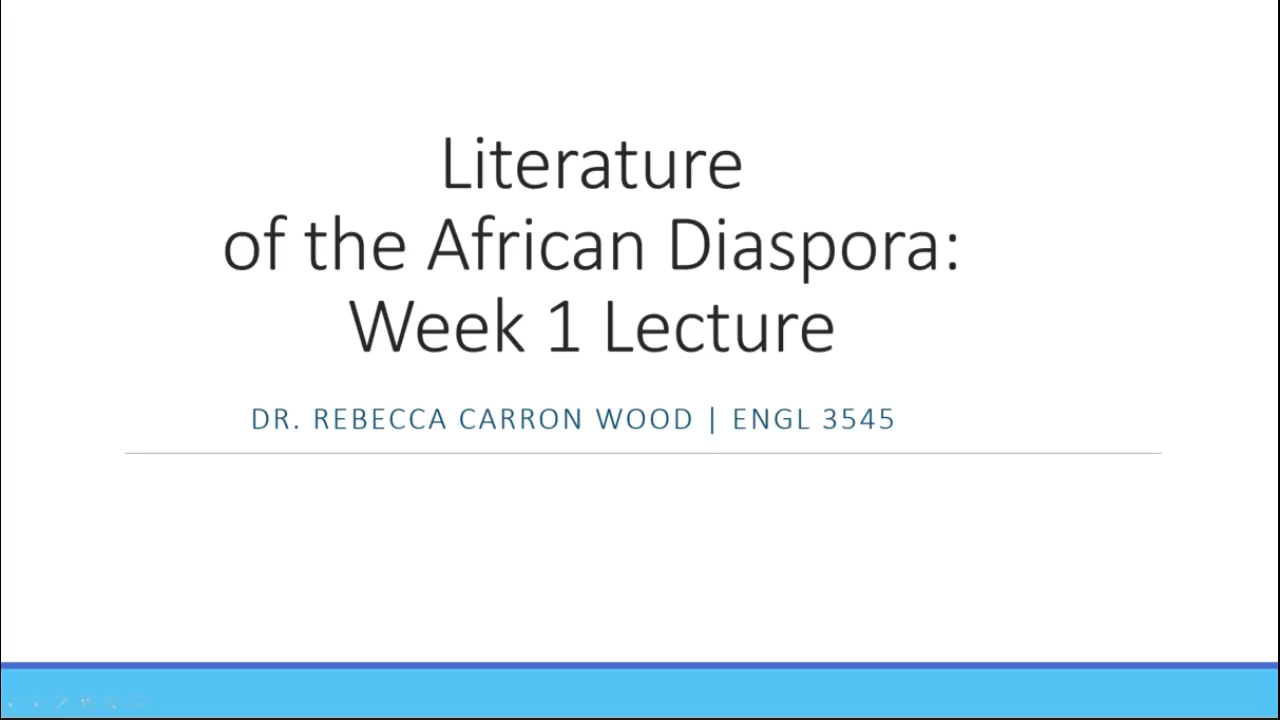 Literature
of the African Diaspora:
Week 1 Lecture
DR. REBECCA CARRON WOOD | ENGL 3545